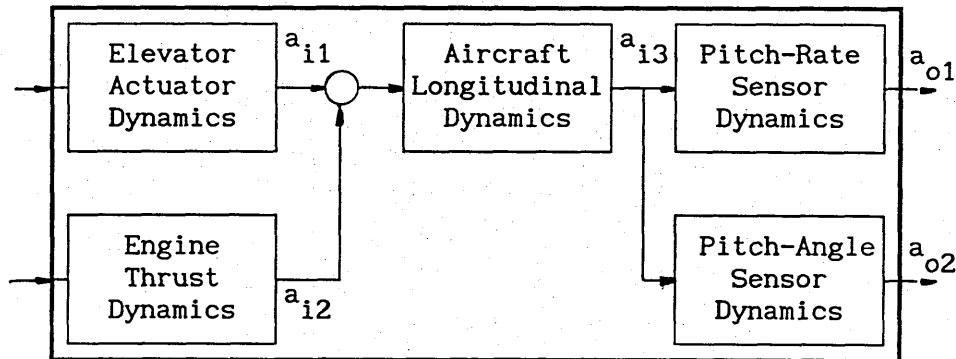 Elevator
Actuator
Dynamics
a_i1
Aircraft
Longitudinal
Dynamics
a_i3
Pitch-Rate
Sensor
Dynamics
a_o1
Engine
Thrust
Dynamics
a_i2
Pitch-Angle
Sensor
Dynamics
a_o2